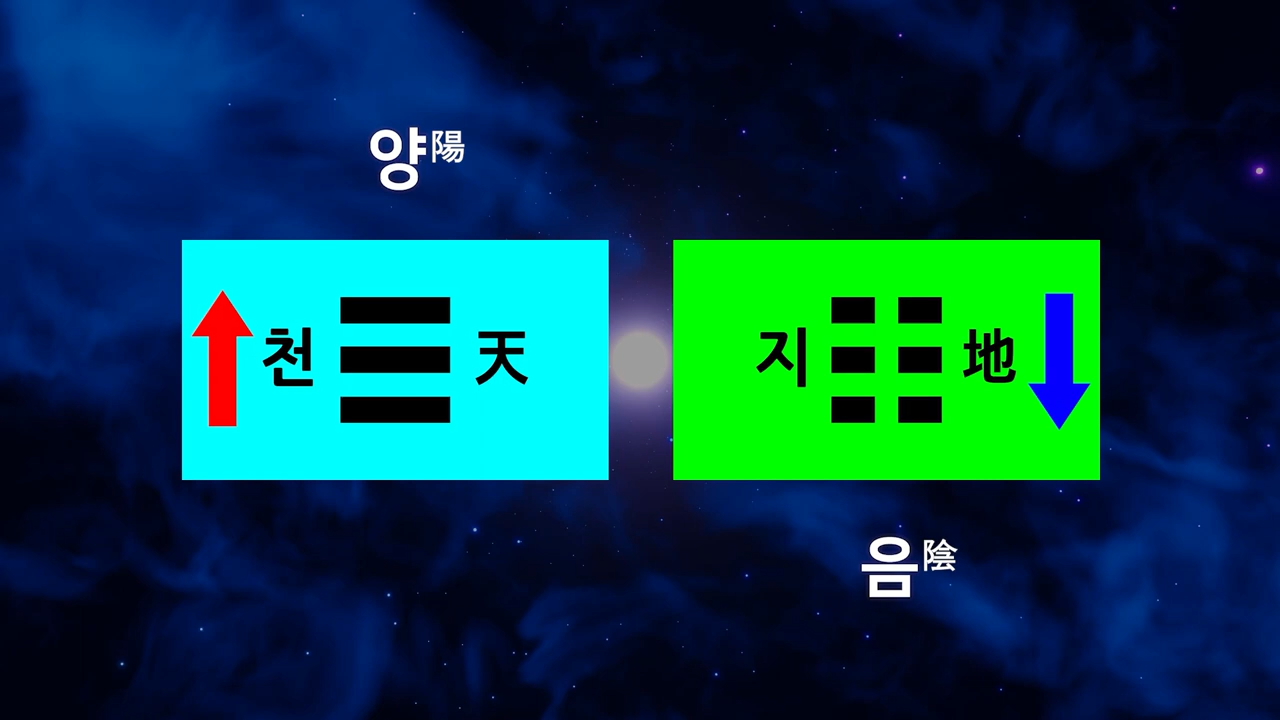 양陽
천 ☰ 天
지 ☷ 地
음陰